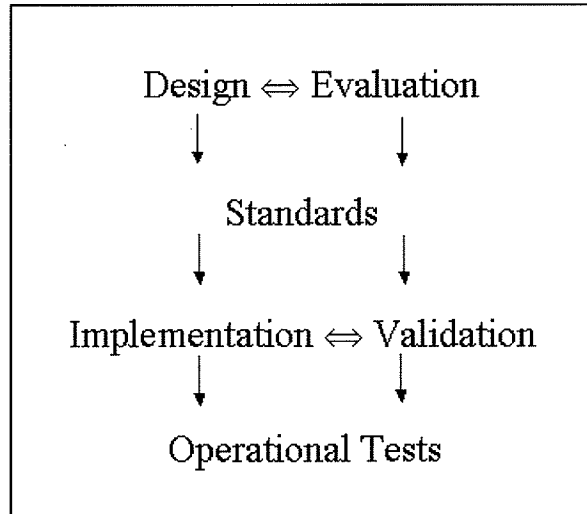 Design ⇔ Evaluation
Standards
Implementation ⇔ Validation
Operational Tests